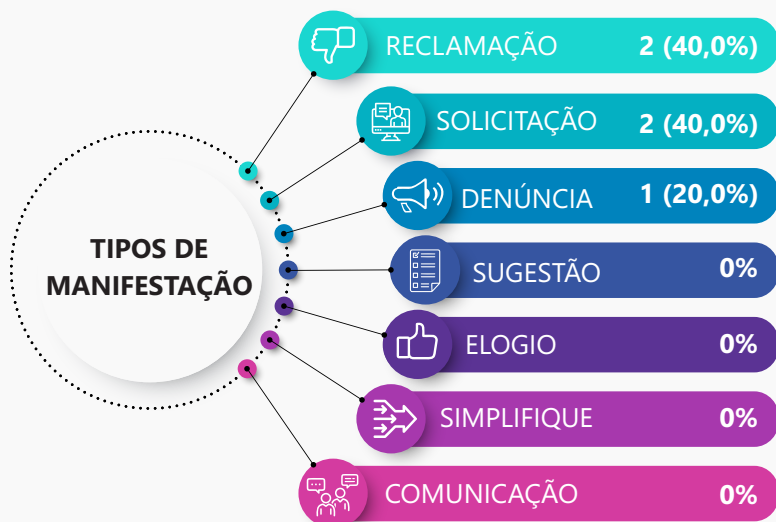 TIPOS DE
MANIFESTAÇÃO
RECLAMAÇÃO 2 (40,0%)
SOLICITAÇÃO 2 (40,0%)
DENÚNCIA 1 (20,0%)
SUGESTÃO 0%
ELOGIO 0%
SIMPLIFIQUE 0%
COMUNICAÇÃO 0%